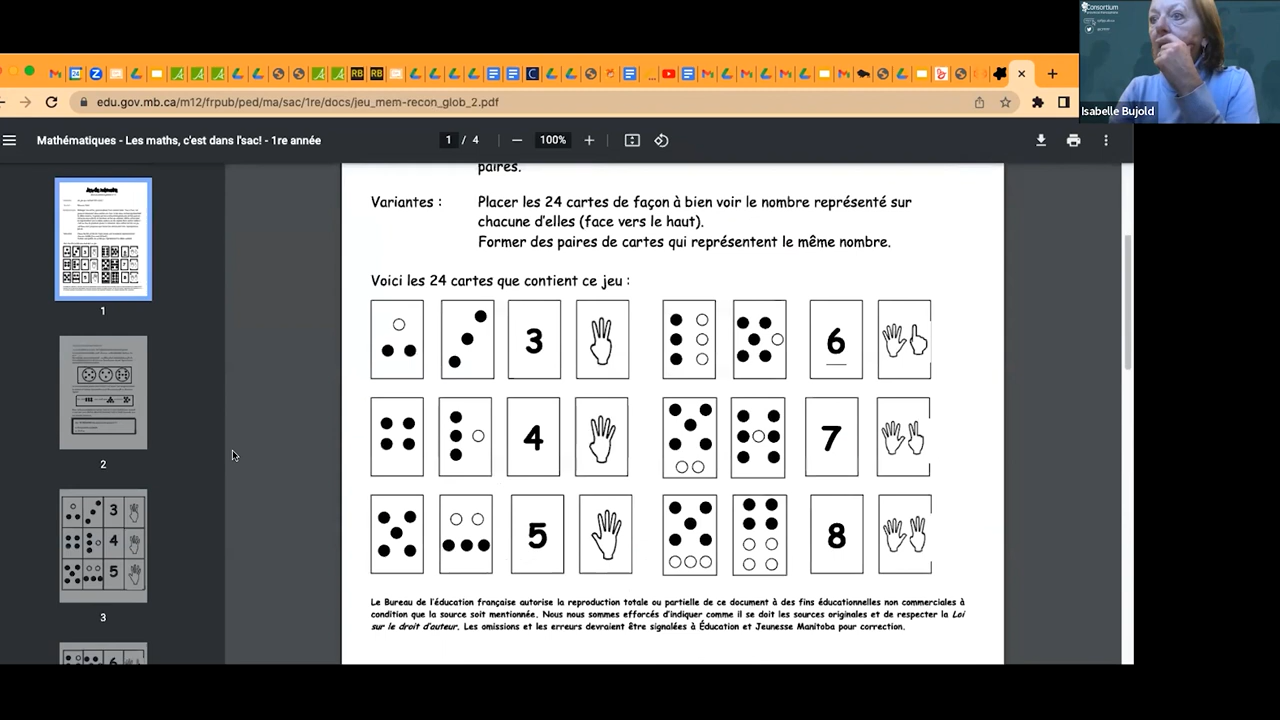 Consortium
Isabelle Bujold
edu.gov.mb.ca/m12/frpub/ped/ma/sac/1re/docs/jeu_mem-recon_glob_2.pdf
Mathématiques - Les maths, c'est dans l'sac! - 1re année
1 / 4
100%
paires.
Variantes : Placer les 24 cartes de façon à bien voir le nombre représenté sur
chacune d'elles (face vers le haut).
Former des paires de cartes qui représentent le même nombre.
Voici les 24 cartes que contient ce jeu :
3 6
4 7
5 8
Le Bureau de l'éducation française autorise la reproduction totale ou partielle de ce document à des fins éducationnelles non commerciales à
condition que la source soit mentionnée. Nous nous sommes efforcés d'indiquer comme il se doit les sources originales et de respecter la Loi
sur le droit d'auteur. Les omissions et les erreurs devraient être signalées à Éducation et Jeunesse Manitoba pour correction.
1
2
3
4
5
3